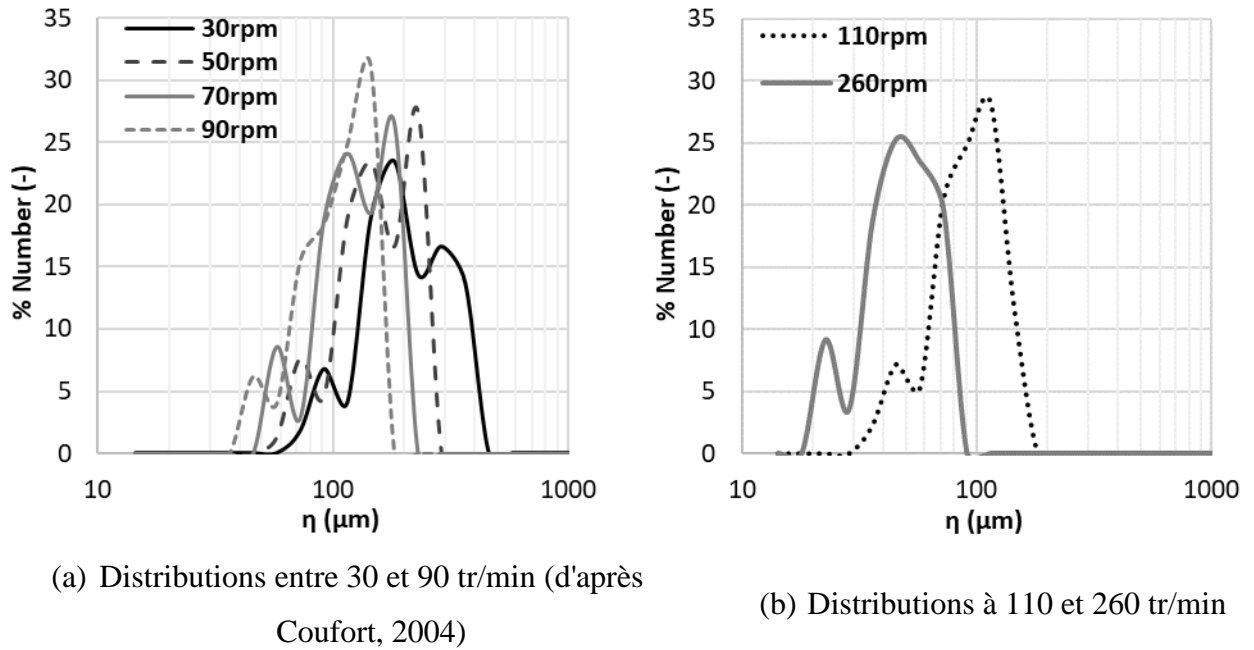 35
30
25
20
15
10
5
0
% Number (-)
30rpm
50rpm
70rpm
90rpm
10
100
1000
η (µm)
(a) Distributions entre 30 et 90 tr/min (d'après
Coufort, 2004)
35
30
25
20
15
10
5
0
% Number (-)
110rpm
260rpm
10
100
1000
η (µm)
(b) Distributions à 110 et 260 tr/min